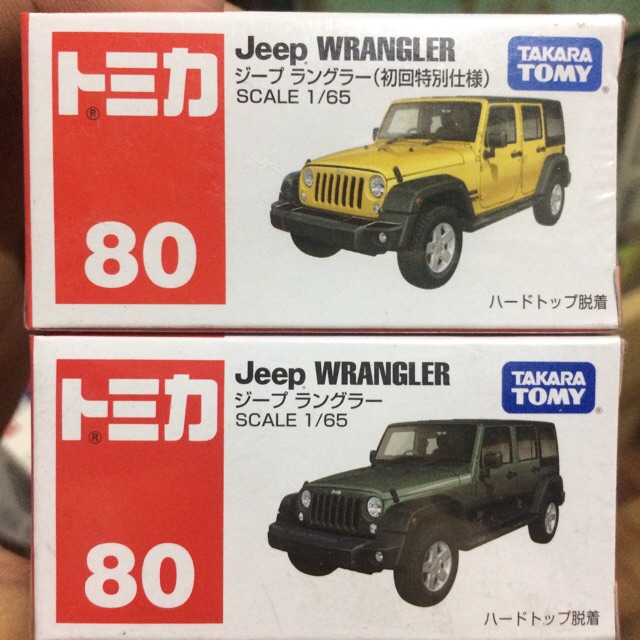 トミカ
®
80
Jeep WRANGLER
ジープ ラングラー(初回特別仕様)
SCALE 1/65
TAKARA
TOMY
®
ハードトップ脱着
トミカ
®
80
Jeep WRANGLER
ジープ ラングラー
SCALE 1/65
TAKARA
TOMY
®
ハードトップ脱着